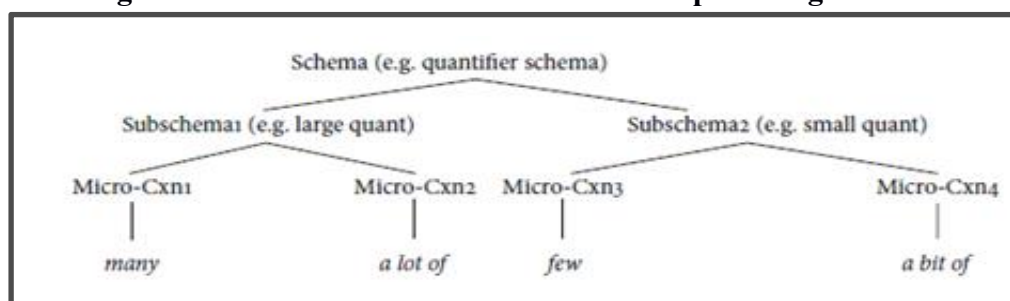 Schema (e.g. quantifier schema)
Subschema1 (e.g. large quant) Subschema2 (e.g. small quant)
Micro-Cxn1 Micro-Cxn2 Micro-Cxn3 Micro-Cxn4
many a lot of few a bit of